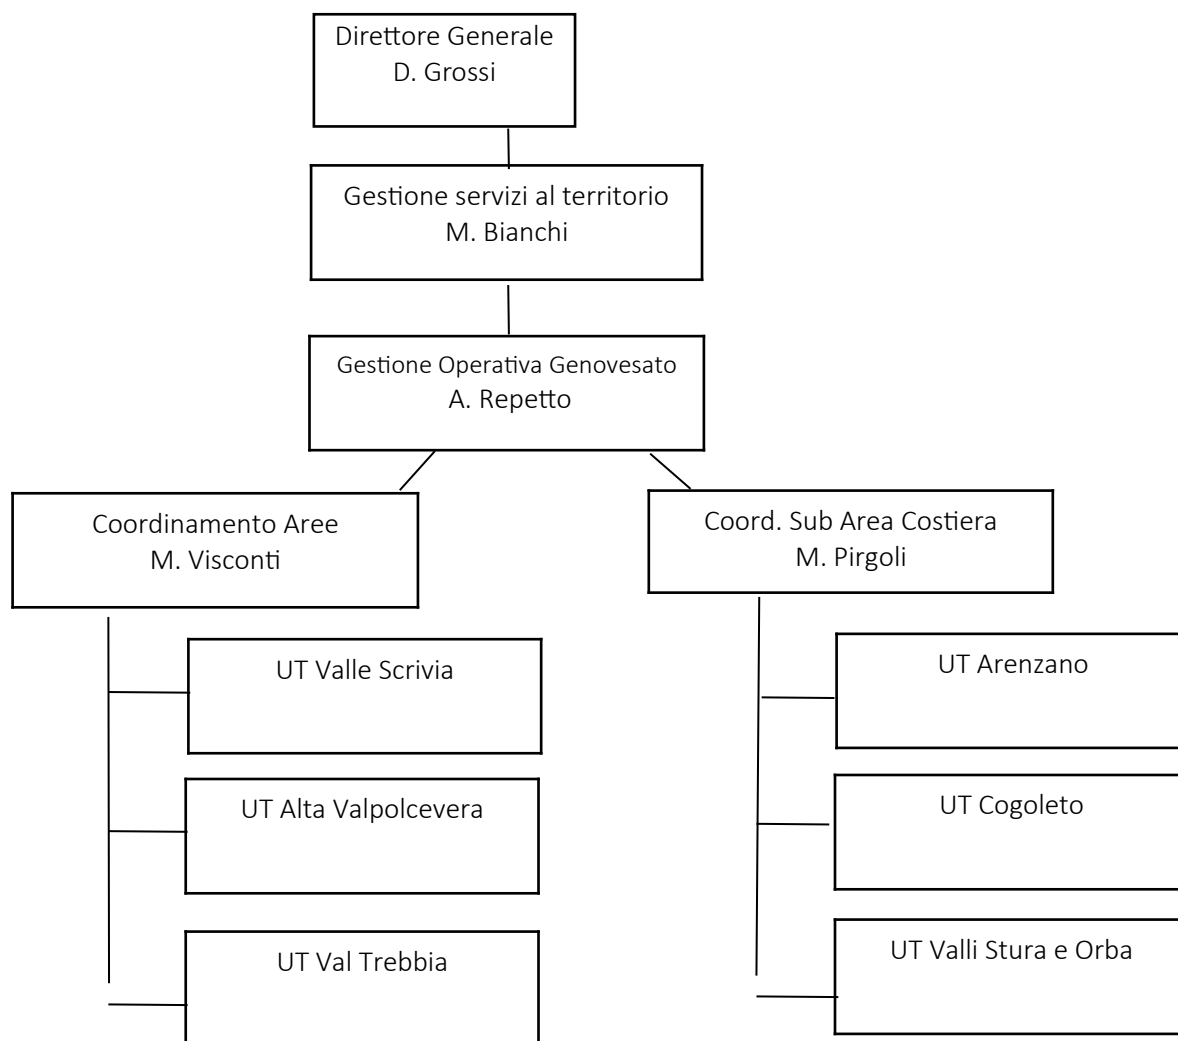 Direttore Generale
D. Grossi
Gestione servizi al territorio
M. Bianchi
Gestione Operativa Genovesato
A. Repetto
Coordinamento Aree
M. Visconti
Coord. Sub Area Costiera
M. Pirgoli
UT Valle Scrivia
UT Alta Valpolcevera
UT Val Trebbia
UT Arenzano
UT Cogoleto
UT Valli Stura e Orba